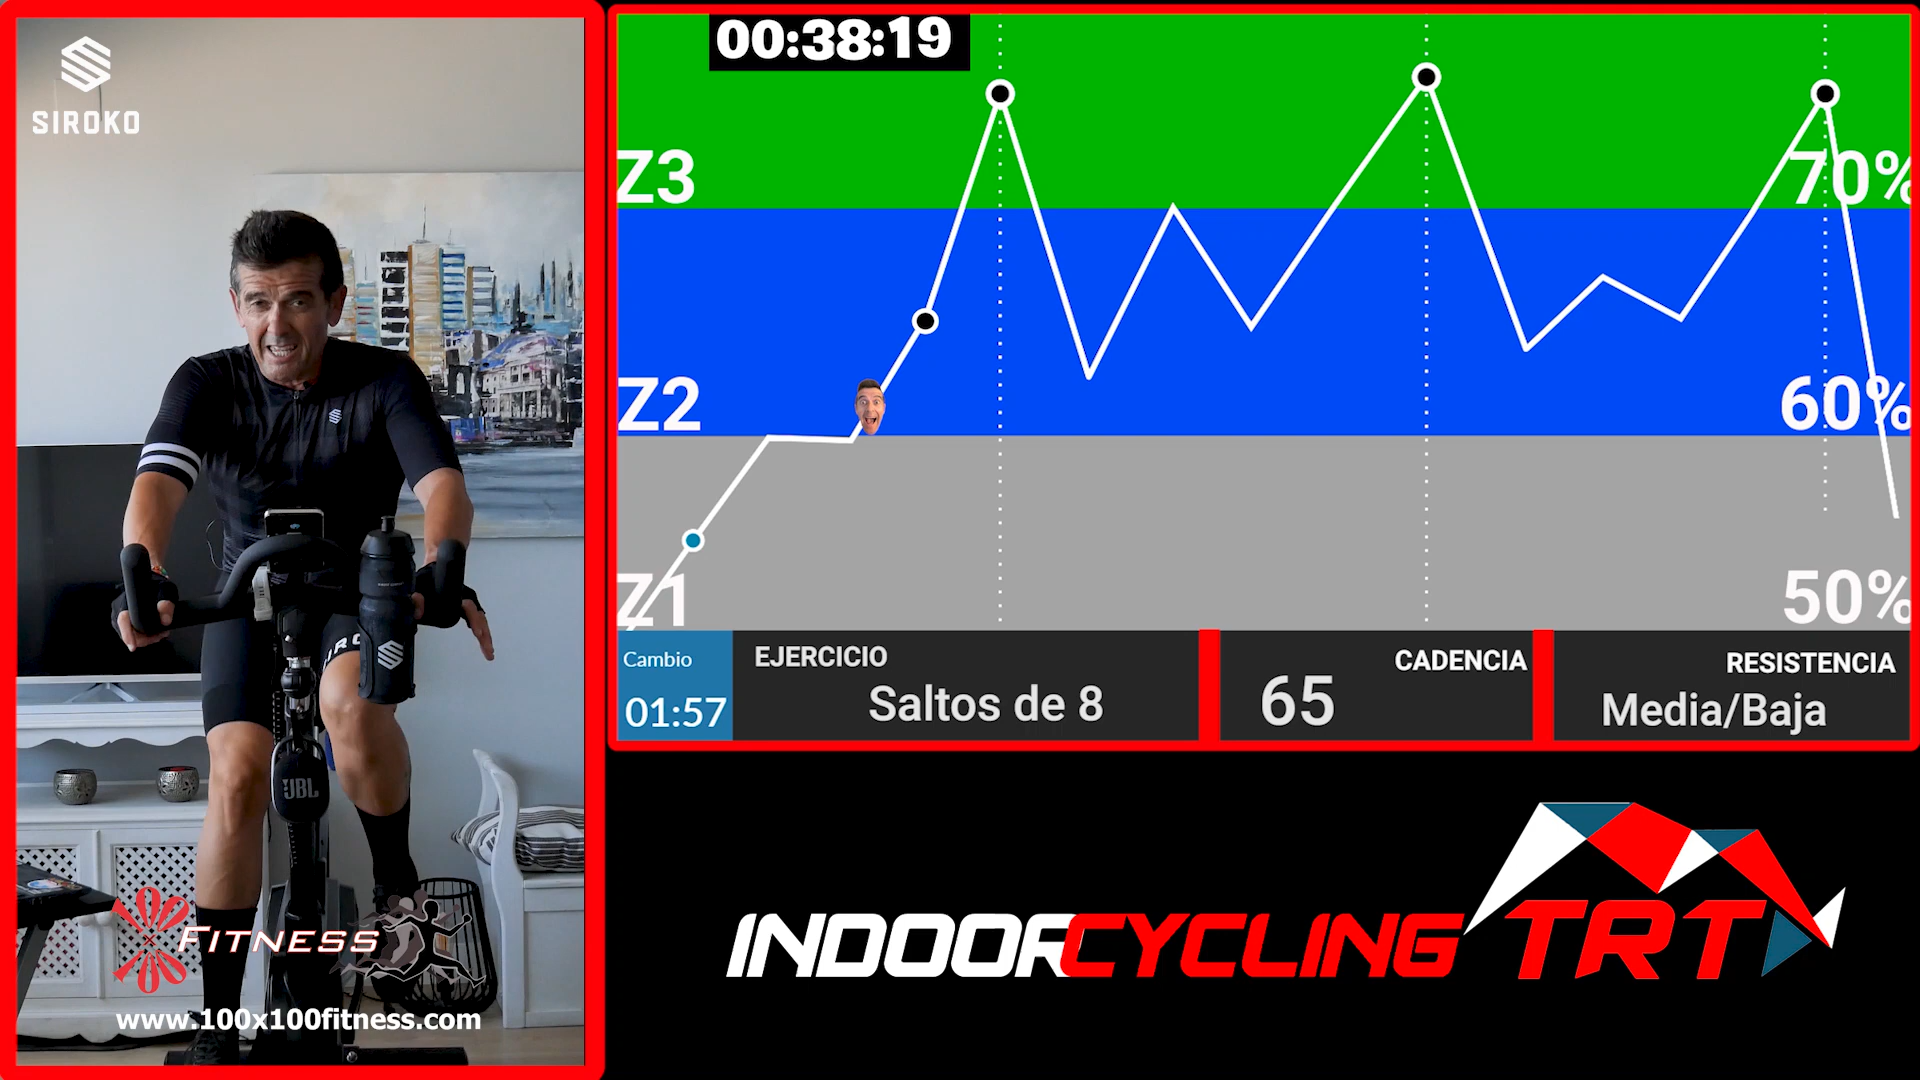 SIROKO
FITNESS
www.100x100fitness.com
JBL
00:38:19
Z3
70%
Z2
60%
Z1
50%
Cambio
01:57
EJERCICIO
Saltos de 8
CADENCIA
65
RESISTENCIA
Media/Baja
INDOORCYCLING TRT